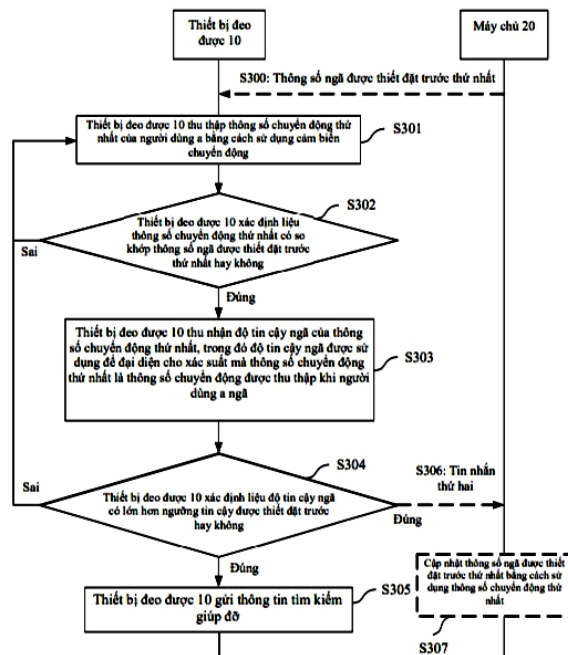 Thiết bị đeo
được 10
Máy chủ 20
S300: Thông số ngã được thiết đặt trước thứ nhất
Thiết bị đeo được 10 thu thập thông số chuyển động thứ
nhất của người dùng a bằng cách sử dụng cảm biến
chuyển động
S301
S302
Thiết bị đeo được 10 xác định liệu
thông số chuyển động thứ nhất có so
khớp thông số ngã được thiết đặt trước
thứ nhất hay không
Sai
Đúng
Thiết bị đeo được 10 thu nhận độ tin cậy ngã của thông
số chuyển động thứ nhất, trong đó độ tin cậy ngã được sử
dụng để đại diện cho xác suất mà thông số chuyển động
thứ nhất là thông số chuyển động được thu thập khi người
dùng a ngã
S303
S304
S306: Tin nhắn
thứ hai
Sai
Thiết bị đeo được 10 xác định liệu độ tin cậy ngã
có lớn hơn ngưỡng tin cậy được thiết đặt trước
hay không
Đúng
Đúng
Cập nhật thông số ngã được thiết
đặt trước thứ nhất bằng cách sử
dụng thông số chuyển động thứ
nhất
Thiết bị đeo được 10 gửi thông tin tìm kiếm
giúp đỡ
S305
S307